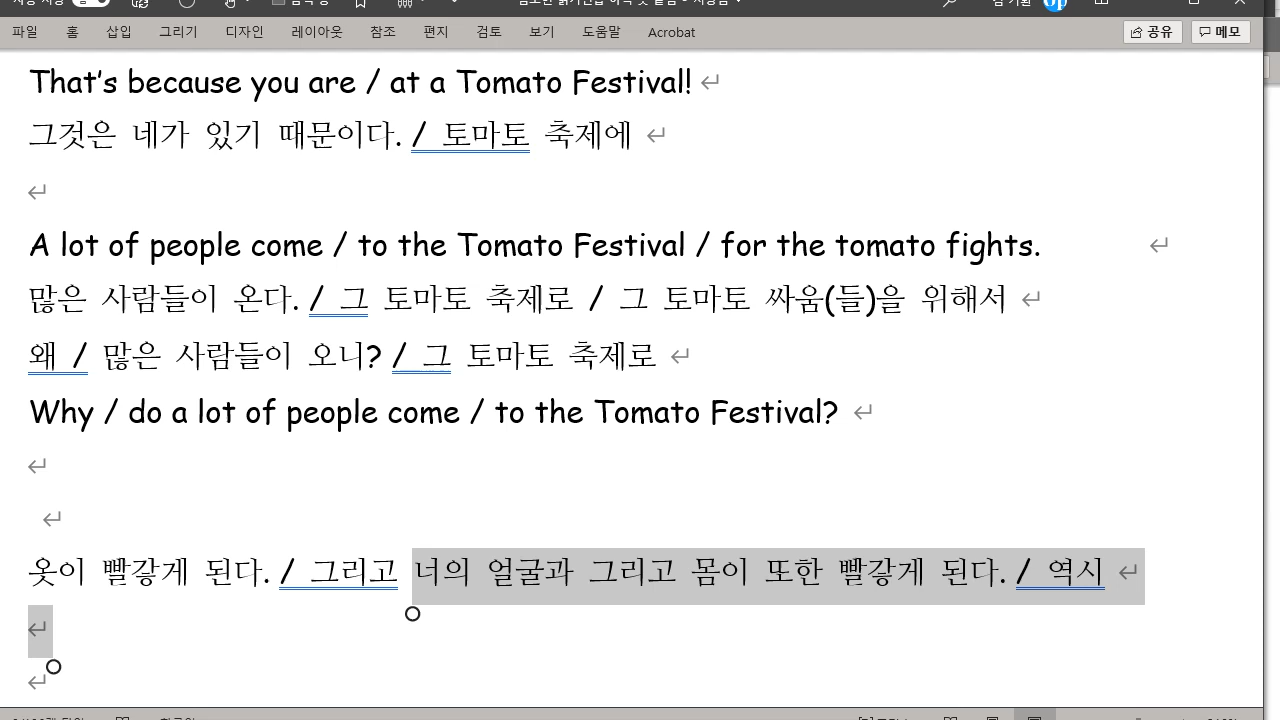 파일 홈 삽입 그리기 디자인 레이아웃 참조 편지 검토 보기 도움말 Acrobat 공유 메모
That's because you are / at a Tomato Festival!
그것은 네가 있기 때문이다. / 토마토 축제에
A lot of people come / to the Tomato Festival / for the tomato fights.
많은 사람들이 온다. / 그 토마토 축제로 / 그 토마토 싸움(들)을 위해서
왜 / 많은 사람들이 오니? / 그 토마토 축제로
Why / do a lot of people come / to the Tomato Festival?
옷이 빨갛게 된다. / 그리고 너의 얼굴과 그리고 몸이 또한 빨갛게 된다. / 역시